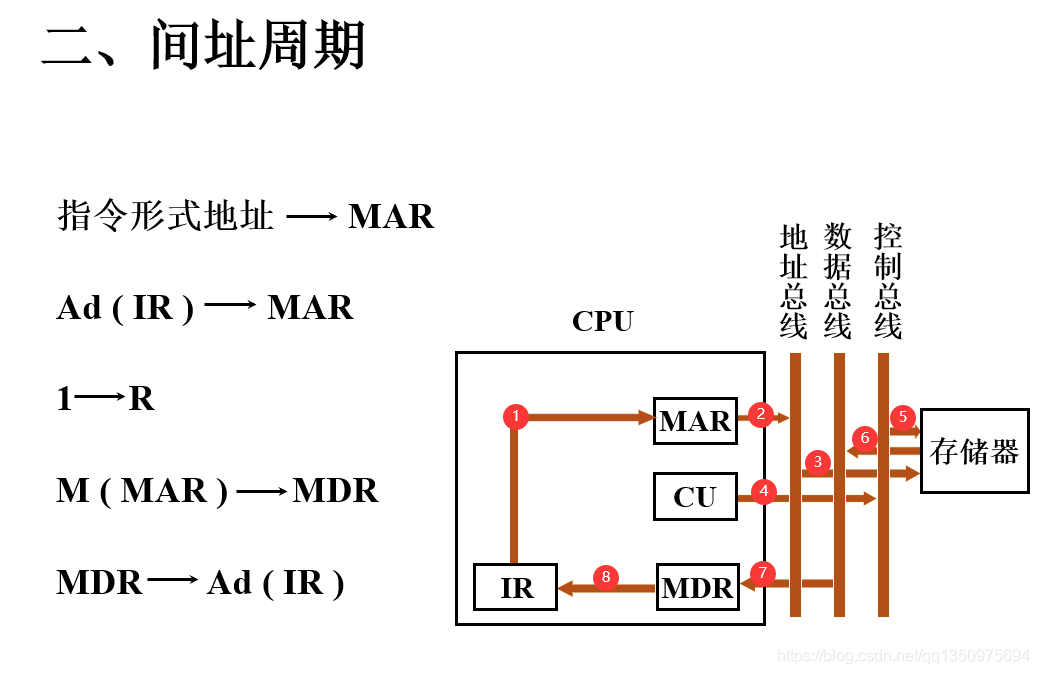 二、间址周期
指令形式地址 → MAR
Ad ( IR ) → MAR
1 → R
M ( MAR ) → MDR
MDR → Ad ( IR )
CPU
地址总线
数据总线
控制总线
1
MAR
2
3
4
5
6
存储器
CU
7
8
IR
MDR
https://blog.csdn.net/qq1350975694